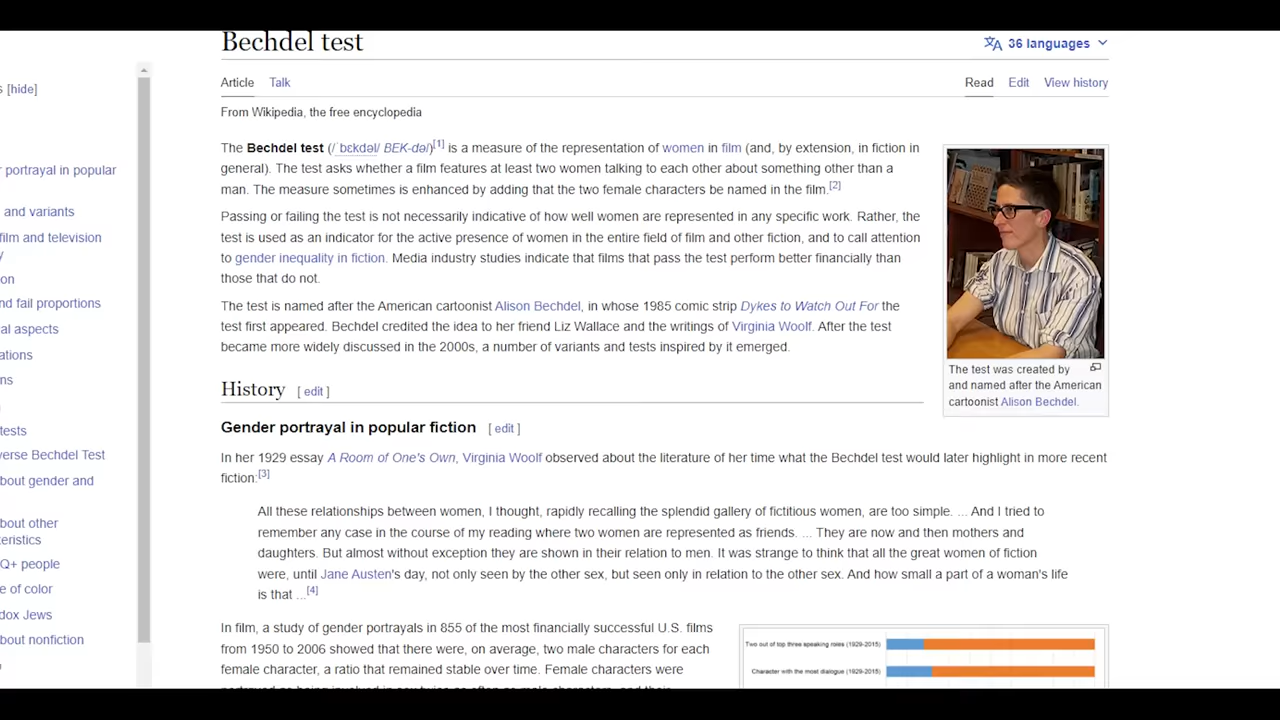 Bechdel test
36 languages
Article Talk
Read Edit View history
s [hide]
r portrayal in popular
and variants
film and television
y
on
nd fail proportions
al aspects
ations
ns
tests
verse Bechdel Test
bout gender and
bout other
teristics
Q+ people
e of color
dox Jews
bout nonfiction
From Wikipedia, the free encyclopedia
The Bechdel test (/ˈbɛkdəl/ BEK-dəl)[1] is a measure of the representation of women in film (and, by extension, in fiction in
general). The test asks whether a film features at least two women talking to each other about something other than a
man. The measure sometimes is enhanced by adding that the two female characters be named in the film.[2]
Passing or failing the test is not necessarily indicative of how well women are represented in any specific work. Rather, the
test is used as an indicator for the active presence of women in the entire field of film and other fiction, and to call attention
to gender inequality in fiction. Media industry studies indicate that films that pass the test perform better financially than
those that do not.
The test is named after the American cartoonist Alison Bechdel, in whose 1985 comic strip Dykes to Watch Out For the
test first appeared. Bechdel credited the idea to her friend Liz Wallace and the writings of Virginia Woolf. After the test
became more widely discussed in the 2000s, a number of variants and tests inspired by it emerged.
The test was created by
and named after the American
cartoonist Alison Bechdel.
History [ edit ]
Gender portrayal in popular fiction [ edit ]
In her 1929 essay A Room of One's Own, Virginia Woolf observed about the literature of her time what the Bechdel test would later highlight in more recent
fiction:[3]
All these relationships between women, I thought, rapidly recalling the splendid gallery of fictitious women, are too simple. ... And I tried to
remember any case in the course of my reading where two women are represented as friends. ... They are now and then mothers and
daughters. But almost without exception they are shown in their relation to men. It was strange to think that all the great women of fiction
were, until Jane Austen's day, not only seen by the other sex, but seen only in relation to the other sex. And how small a part of a woman's life
is that ...[4]
In film, a study of gender portrayals in 855 of the most financially successful U.S. films
from 1950 to 2006 showed that there were, on average, two male characters for each
female character, a ratio that remained stable over time. Female characters were
Two out of top three speaking roles (1929-2015)
Character with the most dialogue (1929-2015)